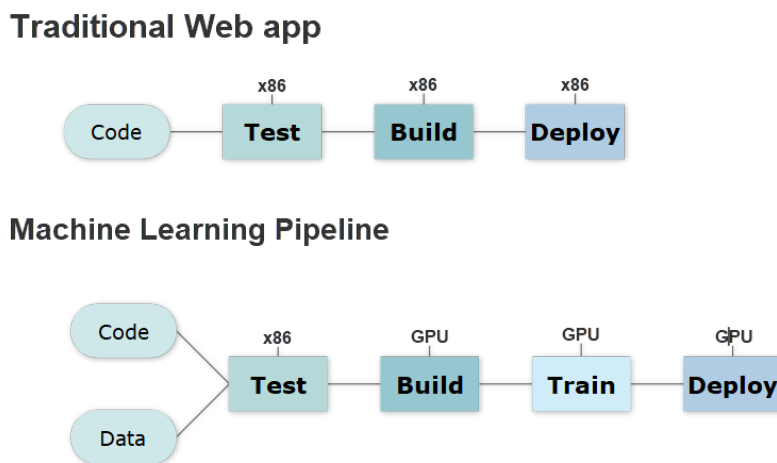 Traditional Web app
x86 x86 x86
Code Test Build Deploy
Machine Learning Pipeline
Code
x86 GPU GPU GPU
Test Build Train Deploy
Data